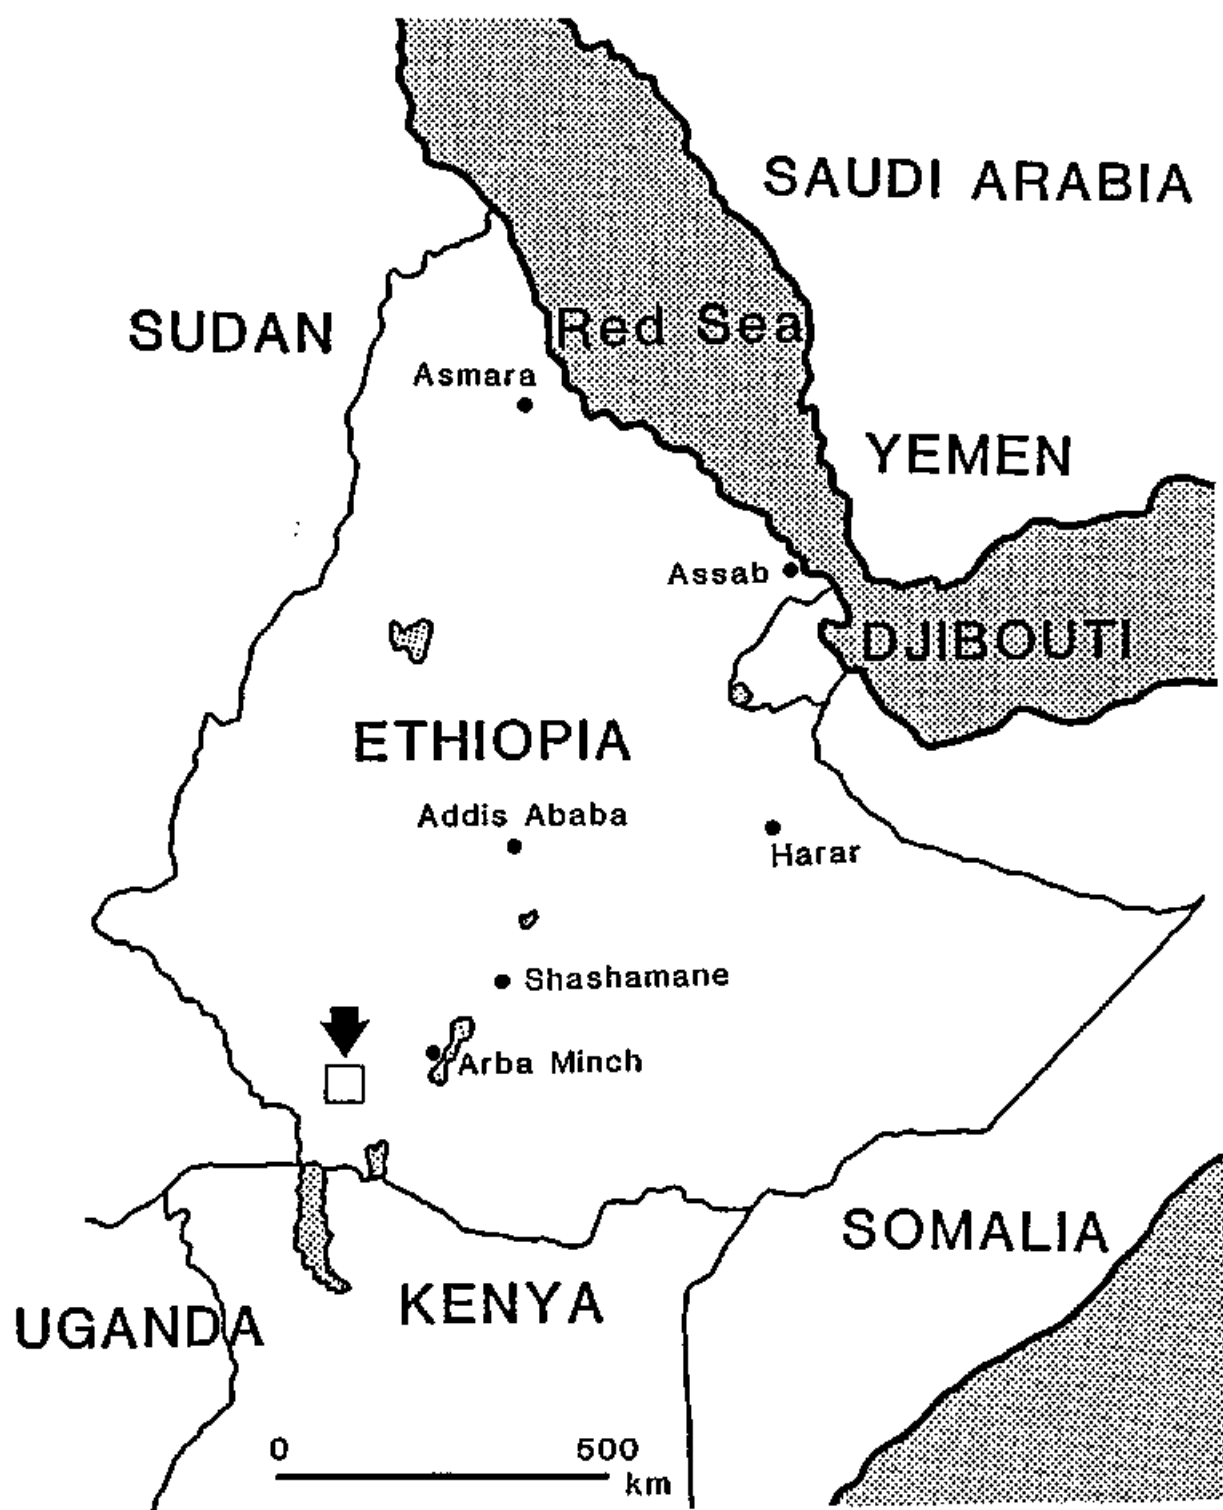 SAUDI ARABIA
SUDAN
Red Sea
Asmara
YEMEN
Assab
DJIBOUTI
ETHIOPIA
Addis Ababa
Harar
Shashamane
Arba Minch
SOMALIA
KENYA
UGANDA
0 500
km